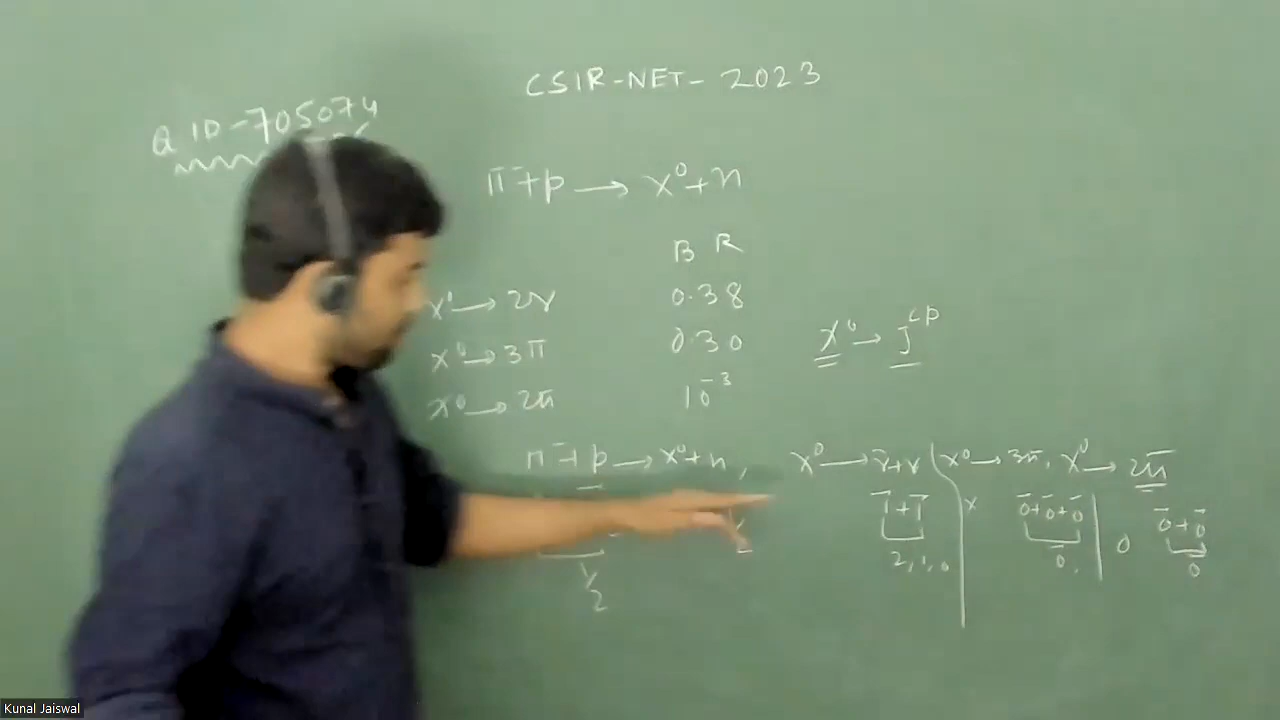 CSIR-NET-2023
Q ID-705074
π⁻+p → X⁰+n
B R
X⁰ → 2γ 0.38
X⁰ → 3π 0.30
X⁰ → 2π 10⁻³
X⁰ → J^CP
π⁻+p → X⁰+n, X⁰ → γ+γ X⁰ → 3π, X⁰ → 2π
1⁻+1⁻ X 0⁻+0⁻+0⁻ 0 0⁻+0⁻
2,1,0 0⁻, 0
1/2
Kunal Jaiswal